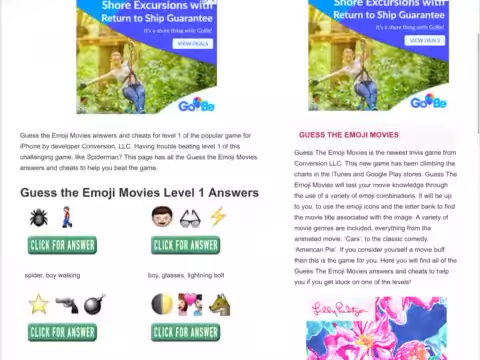 Shore Excursions with
Return to Ship Guarantee
It's a shore thing with GoBe!
VIEW DEALS
GoBe
Guess the Emoji Movies answers and cheats for level 1 of the popular game for
iPhone by developer Conversion, LLC. Having trouble beating level 1 of this
challenging game, like Spiderman? This page has all the Guess the Emoji Movies
answers and cheats to help you beat the game.
Guess the Emoji Movies Level 1 Answers
CLICK FOR ANSWER
CLICK FOR ANSWER
spider, boy walking
boy, glasses, lightning bolt
CLICK FOR ANSWER
CLICK FOR ANSWER
Shore Excursions with
Return to Ship Guarantee
It's a shore thing with GoBe!
VIEW DEALS
GoBe
GUESS THE EMOJI MOVIES
Guess The Emoji Movies is the newest trivia game from
Conversion LLC. This new game has been climbing the
charts in the iTunes and Google Play stores. Guess The
Emoji Movies will test your movie knowledge through
the use of a variety of emoji combinations. It will be up
to you, to use the emoji icons and the letter bank to find
the movie title associated with the image. A variety of
movie genres are included, everything from the
animated movie, 'Cars', to the classic comedy,
'American Pie'. If you consider yourself a movie buff
then this is the game for you. Here you will find all of the
Guess The Emoji Movies answers and cheats to help
you if you get stuck on one of the levels!
Lilly Pulitzer